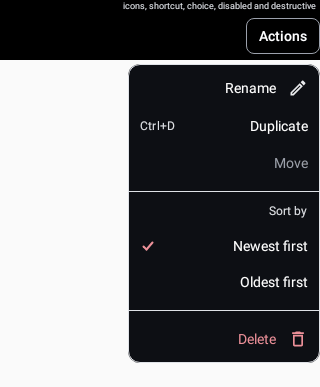 icons, shortcut, choice, disabled and destructive
Actions
Rename
Duplicate Ctrl+D
Move
Sort by
Newest first
Oldest first
Delete